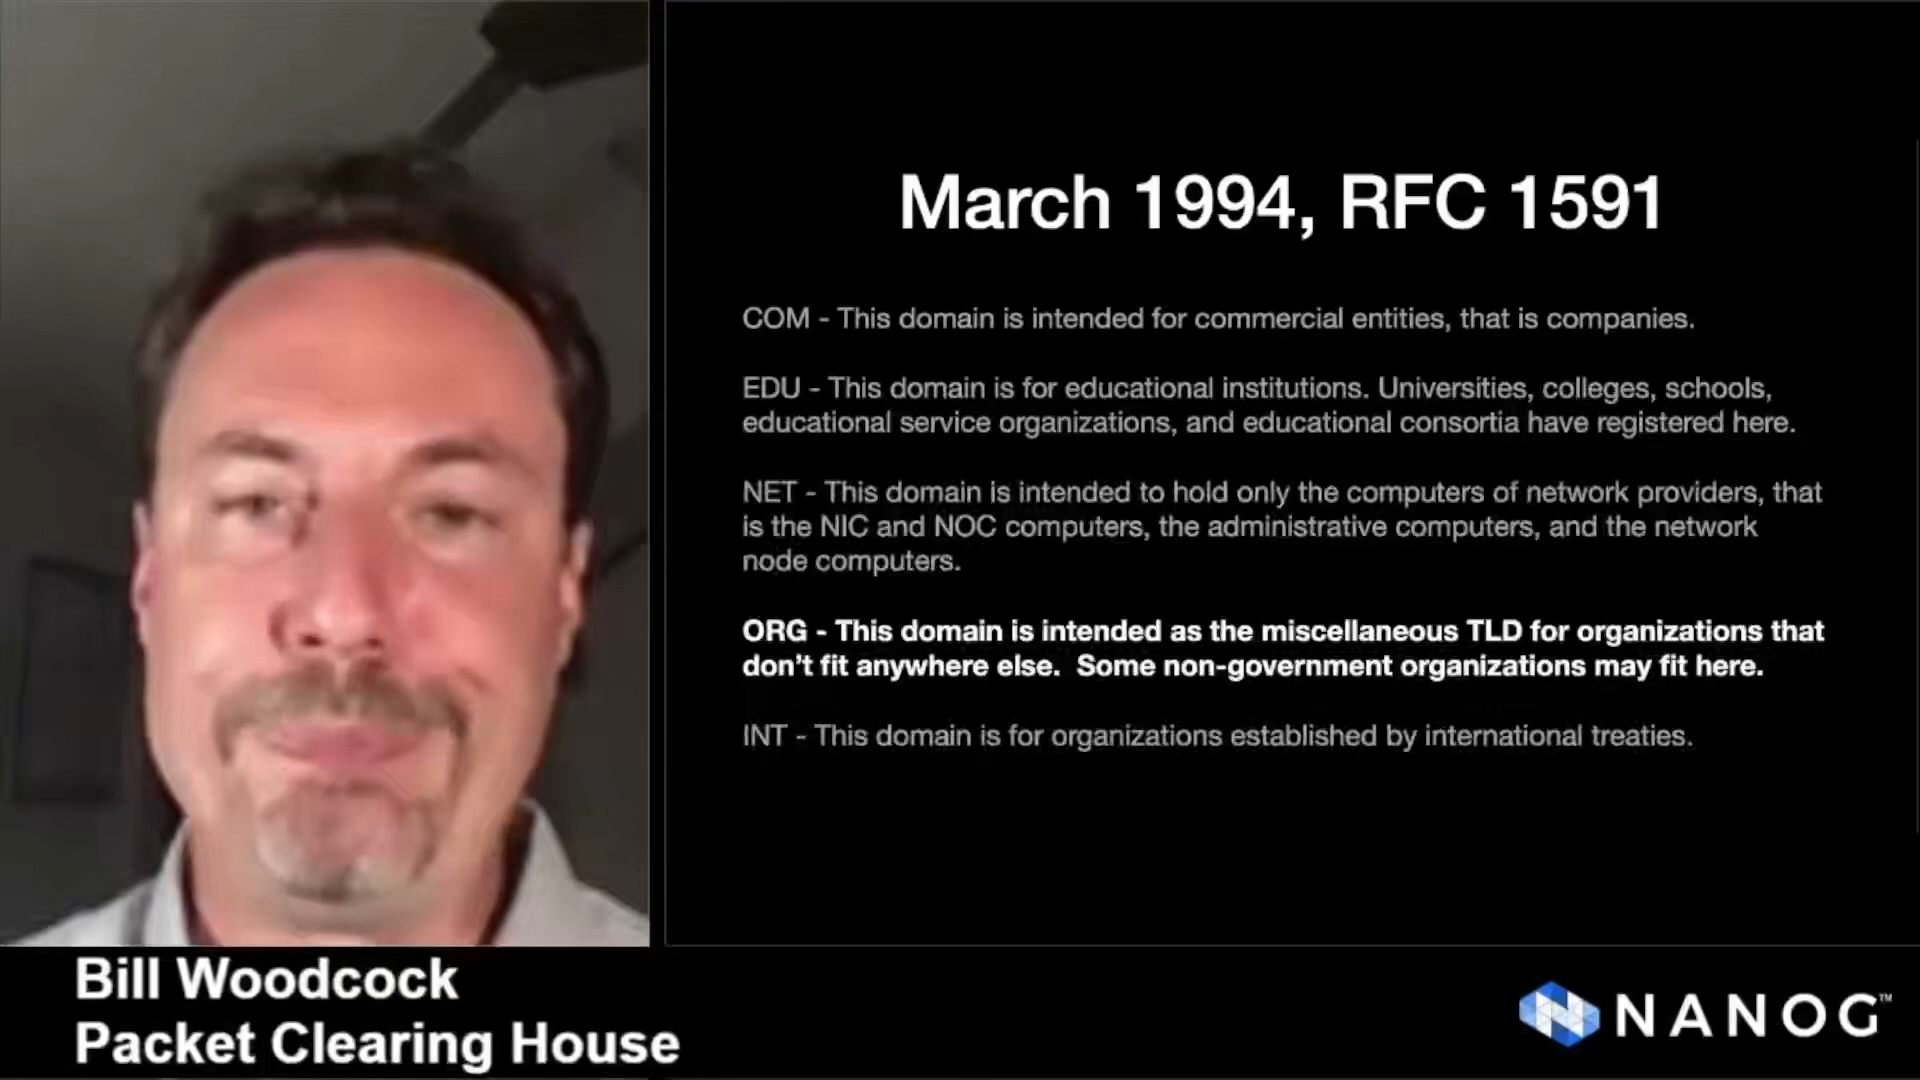 March 1994, RFC 1591
COM - This domain is intended for commercial entities, that is companies.
EDU - This domain is for educational institutions. Universities, colleges, schools,
educational service organizations, and educational consortia have registered here.
NET - This domain is intended to hold only the computers of network providers, that
is the NIC and NOC computers, the administrative computers, and the network
node computers.
ORG - This domain is intended as the miscellaneous TLD for organizations that
don’t fit anywhere else.  Some non-government organizations may fit here.
INT - This domain is for organizations established by international treaties.
Bill Woodcock
Packet Clearing House
NANOG™